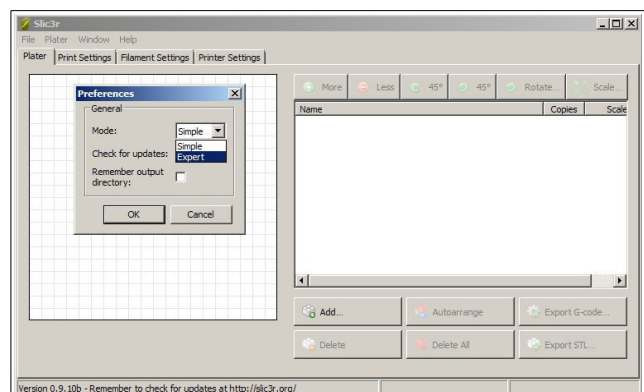 Slic3r
File Plater Window Help
Plater Print Settings Filament Settings Printer Settings
More Less 45° 45° Rotate... Scale...
Preferences
General
Mode: Simple
Simple
Expert
Check for updates:
Remember output
directory:
OK Cancel
Name Copies Scale
Add... Autoarrange Export G-code...
Delete Delete All Export STL...
Version 0.9.10b - Remember to check for updates at http://slic3r.org/